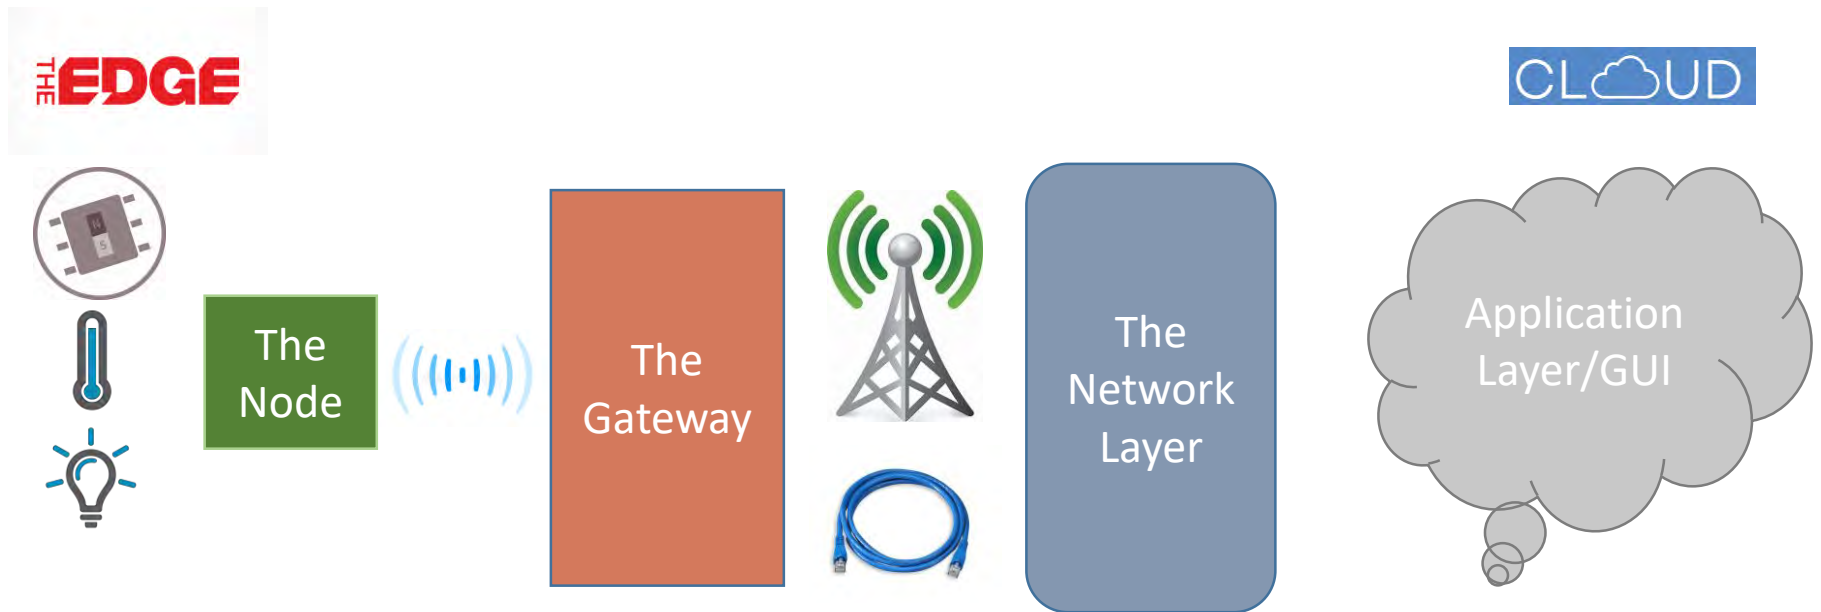 THE EDGE
CLOUD
N
S
The
Node
The
Gateway
The
Network
Layer
Application
Layer/GUI